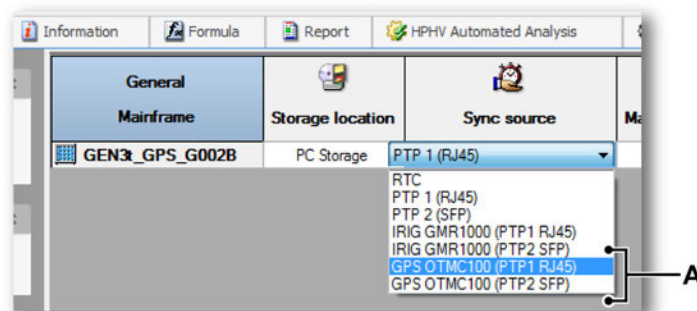 Information
Formula
Report
HPHV Automated Analysis
General
Mainframe
Storage location
Sync source
GEN3t_GPS_G002B
PC Storage
PTP 1 (RJ45)
RTC
PTP 1 (RJ45)
PTP 2 (SFP)
IRIG GMR1000 (PTP1 RJ45)
IRIG GMR1000 (PTP2 SFP)
GPS OTMC100 (PTP1 RJ45)
GPS OTMC100 (PTP2 SFP)
A